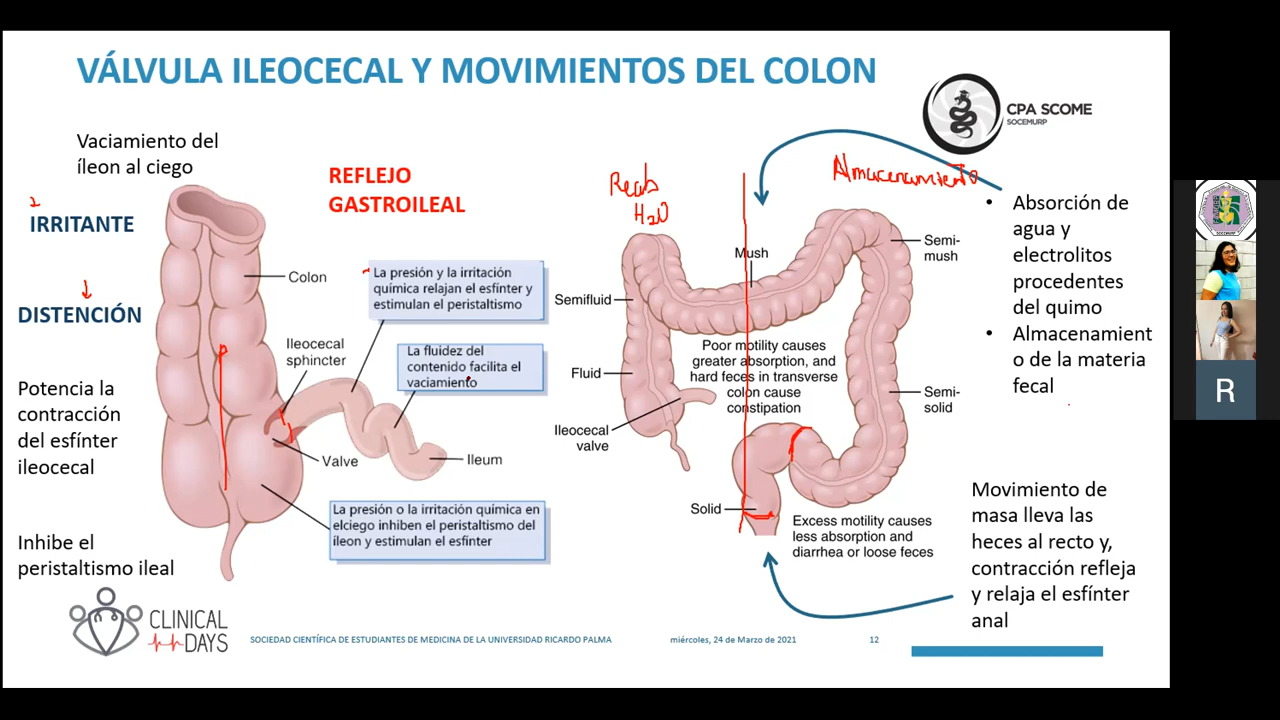 VÁLVULA ILEOCECAL Y MOVIMIENTOS DEL COLON
CPA SCOME
SOCEMURP
Vaciamiento del
íleon al ciego
IRRITANTE
DISTENCIÓN
Potencia la
contracción
del esfínter
ileocecal
Inhibe el
peristaltismo ileal
REFLEJO
GASTROILEAL
Colon
La presión y la irritación
química relajan el esfínter y
estimulan el peristaltismo
Ileocecal
sphincter
La fluidez del
contenido facilita el
vaciamiento
Valve
Ileum
La presión o la irritación química en
elciego inhiben el peristaltismo del
íleon y estimulan el esfínter
H2O
Almacenamiento
Mush
Semi-
mush
Semifluid
Poor motility causes
greater absorption, and
hard feces in transverse
colon cause
constipation
Fluid
Semi-
solid
Ileocecal
valve
Solid
Excess motility causes
less absorption and
diarrhea or loose feces
• Absorción de
agua y
electrolitos
procedentes
del quimo
• Almacenamient
o de la materia
fecal
Movimiento de
masa lleva las
heces al recto y,
contracción refleja
y relaja el esfínter
anal
CLINICAL
DAYS
SOCIEDAD CIENTÍFICA DE ESTUDIANTES DE MEDICINA DE LA UNIVERSIDAD RICARDO PALMA
miércoles, 24 de Marzo de 2021
12
R